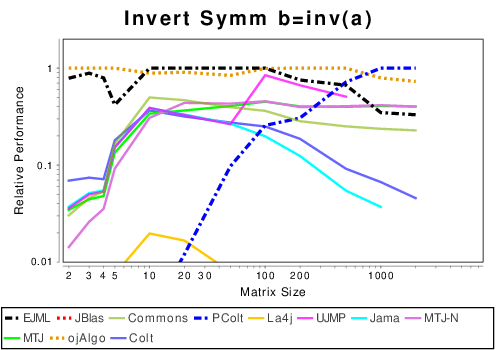 Invert Symm b=inv(a)
Relative Performance
1
0.1
0.01
2 3 4 5 10 20 30 100 200 1000
Matrix Size
EJML JBlas Commons PColt La4j UJMP Jama MTJ-N
MTJ ojAlgo Colt